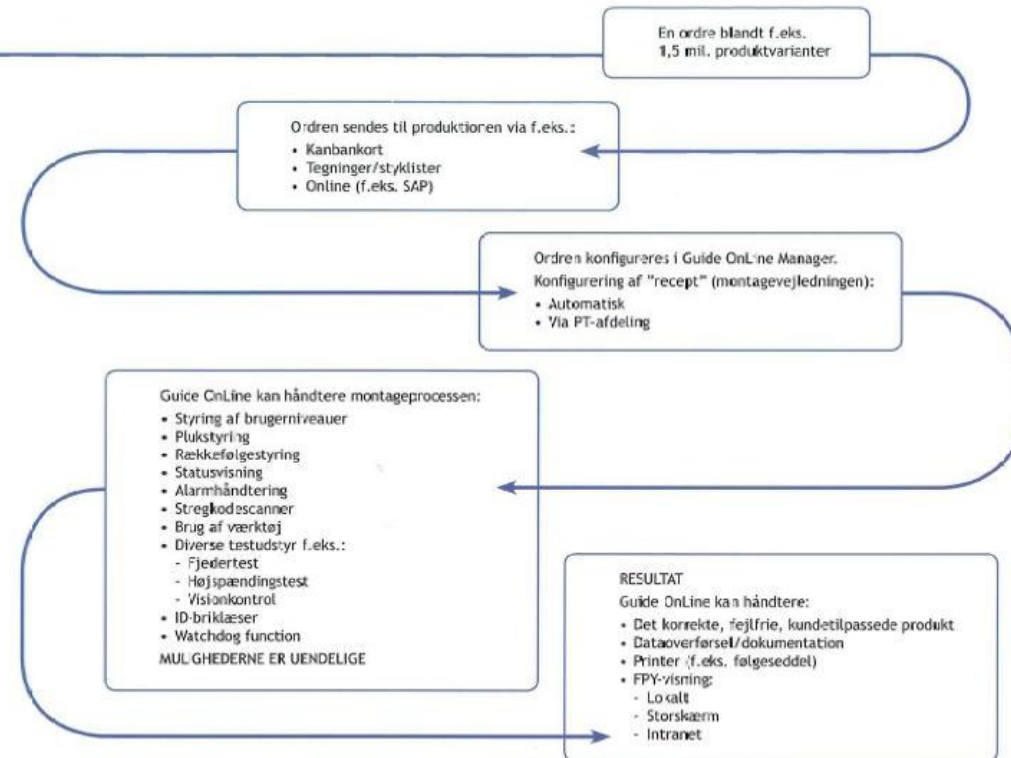 En ordre blandt f.eks.
1,5 mil. produktvarianter
Ordren sendes til produktionen via f.eks.:
• Kanbankort
• Tegninger/styklister
• Online (f.eks. SAP)
Ordren konfigureres i Guide OnLine Manager.
Konfigurering af "recept" (montagevejledningen):
• Automatisk
• Via PT-afdeling
Guide OnLine kan håndtere montageprocessen:
• Styring af brugerniveauer
• Plukstyring
• Rækkefølgestyring
• Statusvisning
• Alarmhåndtering
• Stregkodescanner
• Brug af værktøj
• Diverse testudstyr f.eks.:
- Fjedertest
- Højspændingstest
- Visionkontrol
• ID-briklæser
• Watchdog function
MULIGHEDERNE ER UENDELIGE
RESULTAT
Guide OnLine kan håndtere:
• Det korrekte, fejlfrie, kundetilpassede produkt
• Dataoverførsel/dokumentation
• Printer (f.eks. følgeseddel)
• FPY-visning:
- Lokalt
- Storskærm
- Intranet